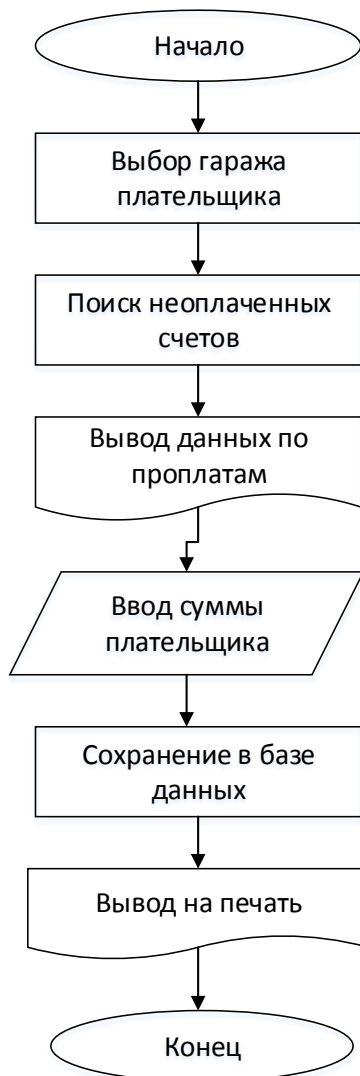 Начало
Выбор гаража
плательщика
Поиск неоплаченных
счетов
Вывод данных по
проплатам
Ввод суммы
плательщика
Сохранение в базе
данных
Вывод на печать
Конец